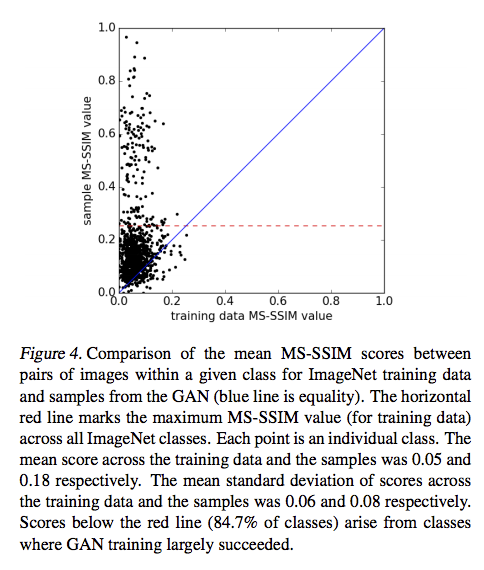 1.0
0.8
0.6
0.4
0.2
0.0
sample MS-SSIM value
0.0 0.2 0.4 0.6 0.8 1.0
training data MS-SSIM value
Figure 4. Comparison of the mean MS-SSIM scores between
pairs of images within a given class for ImageNet training data
and samples from the GAN (blue line is equality). The horizontal
red line marks the maximum MS-SSIM value (for training data)
across all ImageNet classes. Each point is an individual class. The
mean score across the training data and the samples was 0.05 and
0.18 respectively. The mean standard deviation of scores across
the training data and the samples was 0.06 and 0.08 respectively.
Scores below the red line (84.7% of classes) arise from classes
where GAN training largely succeeded.